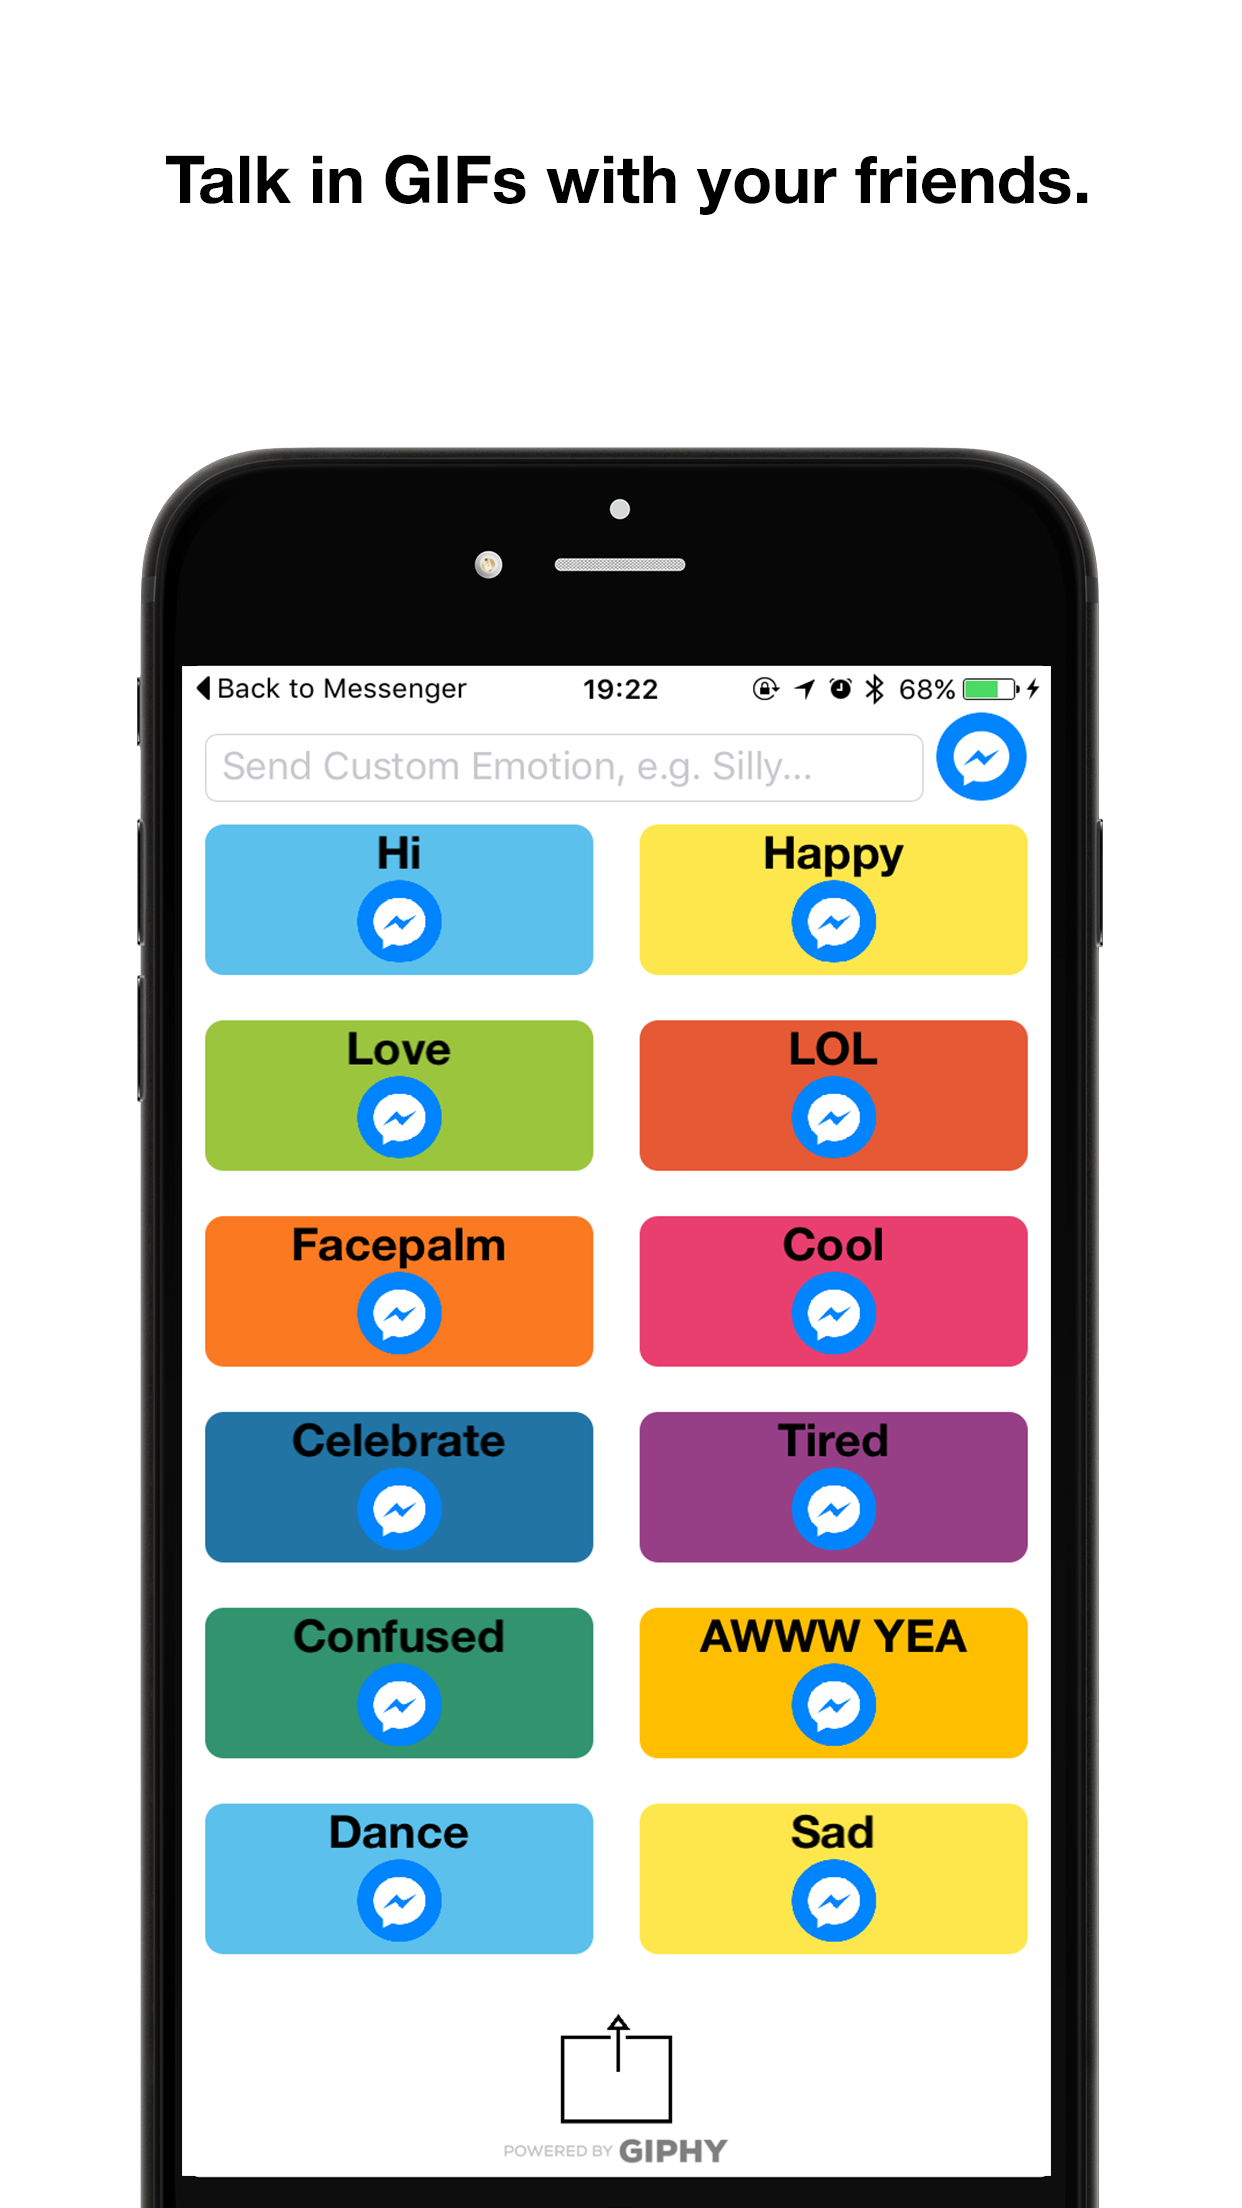 Talk in GIFs with your friends.
Back to Messenger 19:22 68%
Send Custom Emotion, e.g. Silly...
Hi Happy
Love LOL
Facepalm Cool
Celebrate Tired
Confused AWWW YEA
Dance Sad
POWERED BY GIPHY